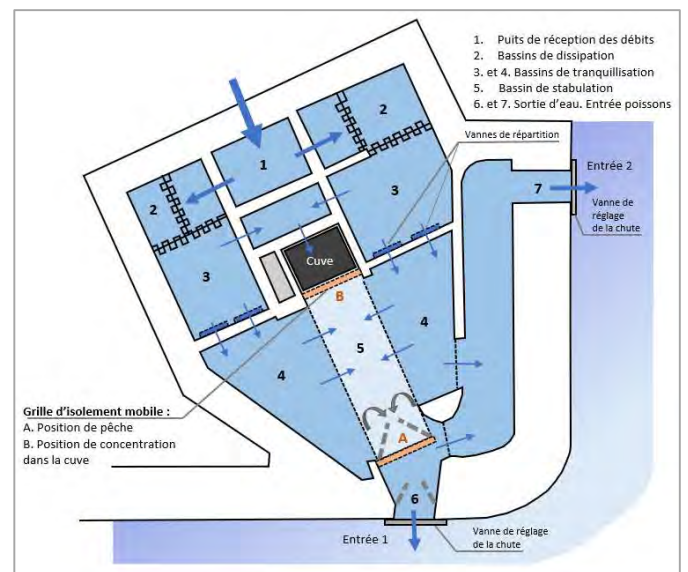 1. Puits de réception des débits
2. Bassins de dissipation
3. et 4. Bassins de tranquillisation
5. Bassin de stabulation
6. et 7. Sortie d'eau. Entrée poissons
Vannes de répartition
2
1
2
3
3
Entrée 2
7
Vanne de
réglage
de la chute
Cuve
B
4
5
4
Grille d'isolement mobile :
A. Position de pêche
B. Position de concentration
dans la cuve
A
6
Entrée 1
Vanne de réglage
de la chute